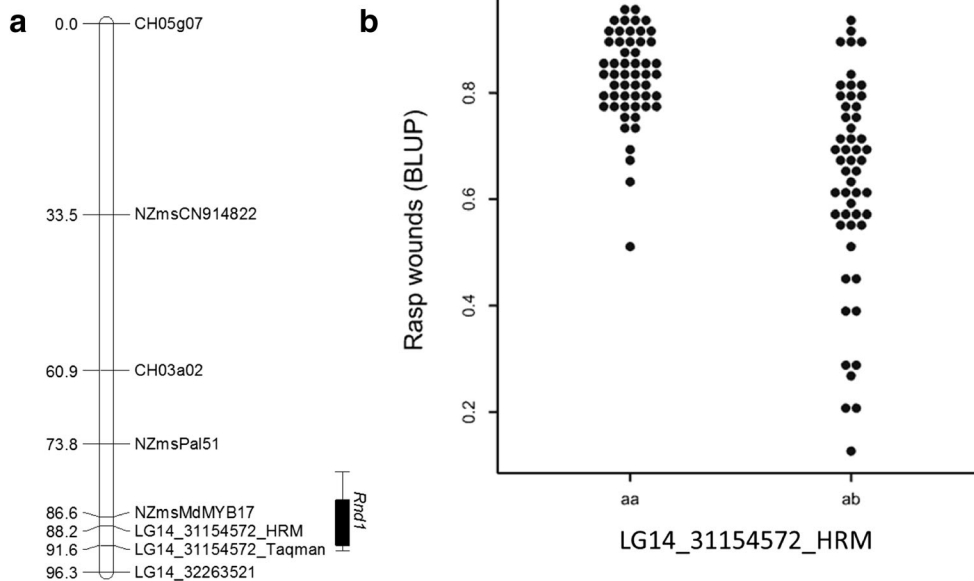 a
0.0 CH05g07
33.5 NZmsCN914822
60.9 CH03a02
73.8 NZmsPal51
86.6 NZmsMdMYB17
88.2 LG14_31154572_HRM
91.6 LG14_31154572_Taqman
96.3 LG14_32263521
Rnd1
b
Rasp wounds (BLUP)
0.8
0.6
0.4
0.2
aa ab
LG14_31154572_HRM